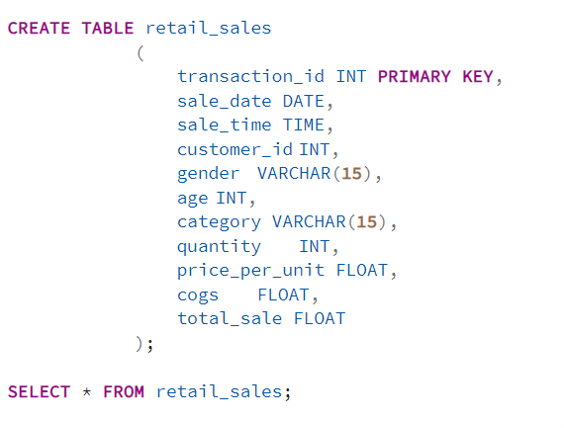 CREATE TABLE retail_sales
(
transaction_id INT PRIMARY KEY,
sale_date DATE,
sale_time TIME,
customer_id INT,
gender VARCHAR(15),
age INT,
category VARCHAR(15),
quantity INT,
price_per_unit FLOAT,
cogs FLOAT,
total_sale FLOAT
);
SELECT * FROM retail_sales;